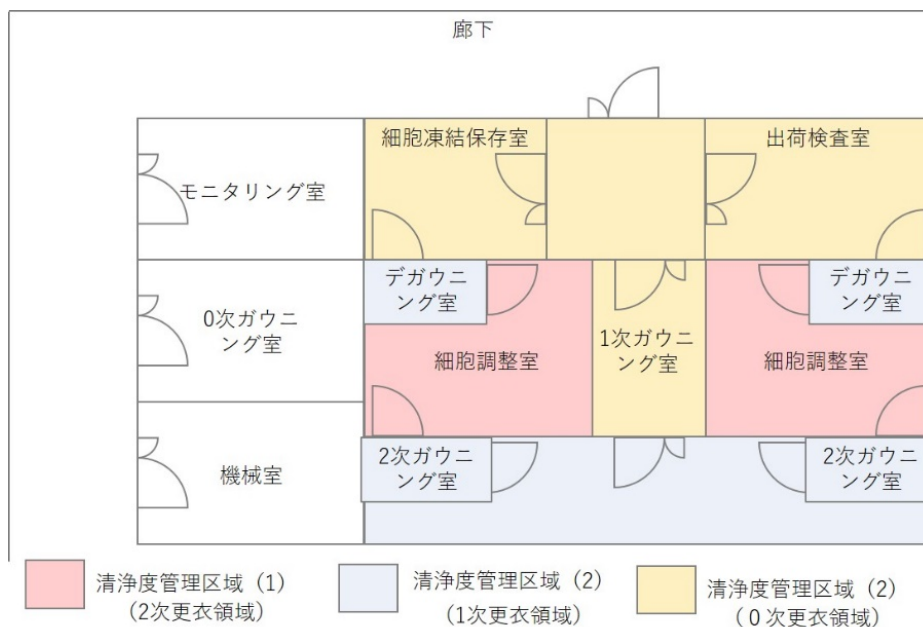 廊下
細胞凍結保存室
出荷検査室
モニタリング室
デガウニ
ング室
デガウニ
ング室
0次ガウニ
ング室
1次ガウニ
ング室
細胞調整室
細胞調整室
2次ガウニ
ング室
2次ガウニ
ング室
機械室
清浄度管理区域（1）
（2次更衣領域）
清浄度管理区域（2）
（1次更衣領域）
清浄度管理区域（2）
（０次更衣領域）